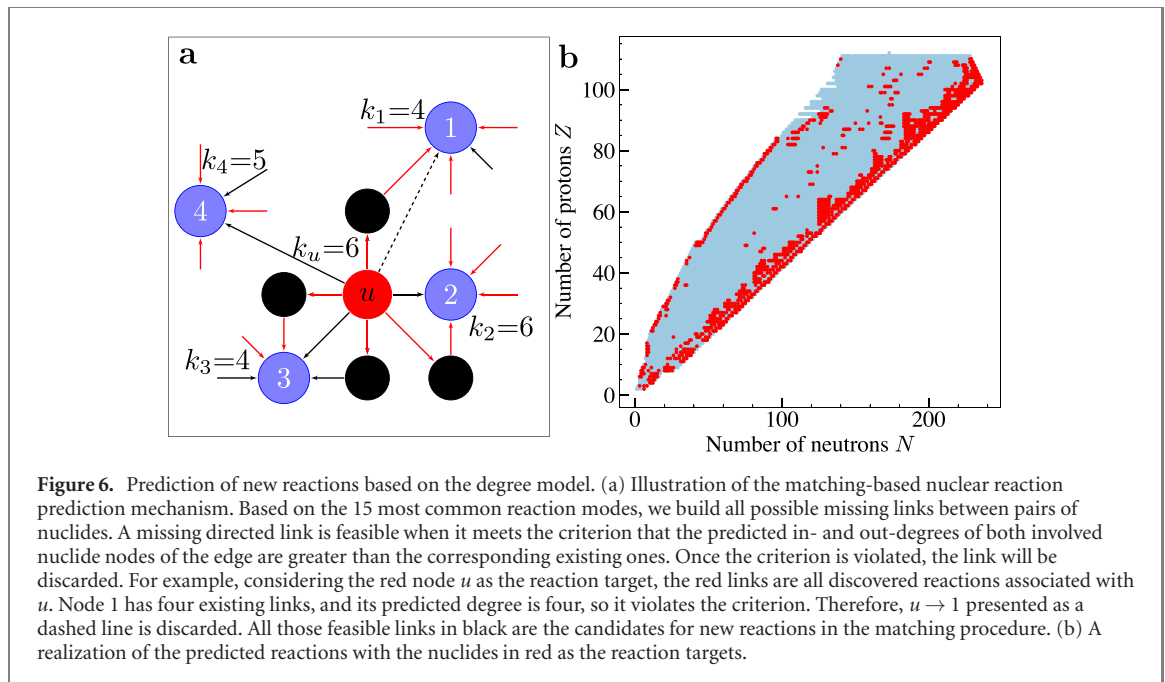 a
k1=4
1
k4=5
4
ku=6
u
2
k2=6
k3=4
3
b
Number of protons Z
100
80
60
40
20
0
0
100
200
Number of neutrons N
Figure 6. Prediction of new reactions based on the degree model. (a) Illustration of the matching-based nuclear reaction
prediction mechanism. Based on the 15 most common reaction modes, we build all possible missing links between pairs of
nuclides. A missing directed link is feasible when it meets the criterion that the predicted in- and out-degrees of both involved
nuclide nodes of the edge are greater than the corresponding existing ones. Once the criterion is violated, the link will be
discarded. For example, considering the red node u as the reaction target, the red links are all discovered reactions associated with
u. Node 1 has four existing links, and its predicted degree is four, so it violates the criterion. Therefore, u → 1 presented as a
dashed line is discarded. All those feasible links in black are the candidates for new reactions in the matching procedure. (b) A
realization of the predicted reactions with the nuclides in red as the reaction targets.